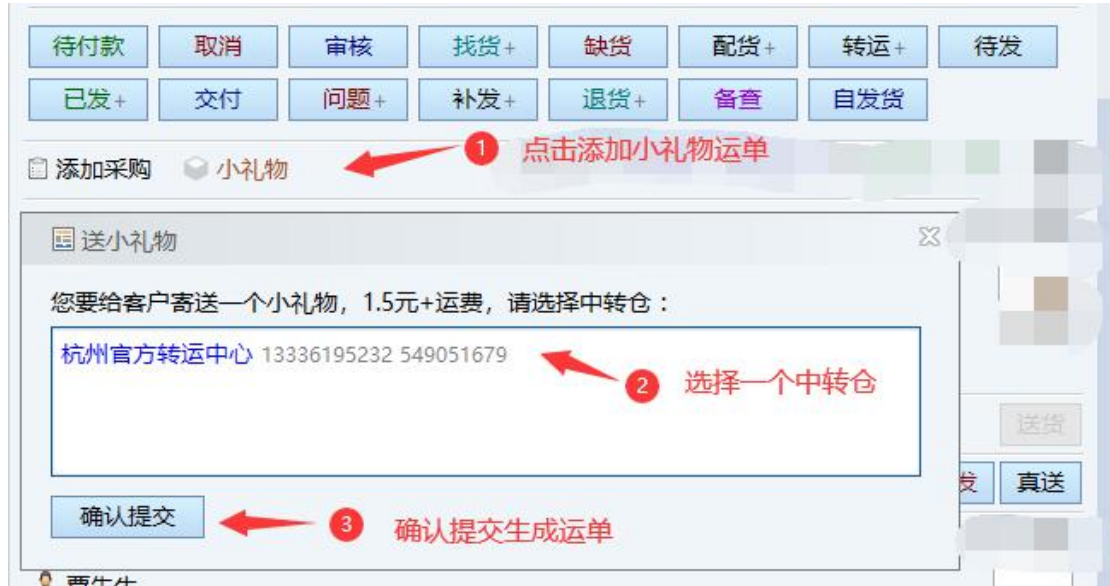 待付款 取消 审核 找货+ 缺货 配货+ 转运+ 待发
已发+ 交付 问题+ 补发+ 退货+ 备查 自发货
添加采购 小礼物 1 点击添加小礼物运单
送小礼物
您要给客户寄送一个小礼物，1.5元+运费，请选择中转仓：
杭州官方转运中心 13336195232 549051679
2 选择一个中转仓
送货
发 真送
确认提交 3 确认提交生成运单